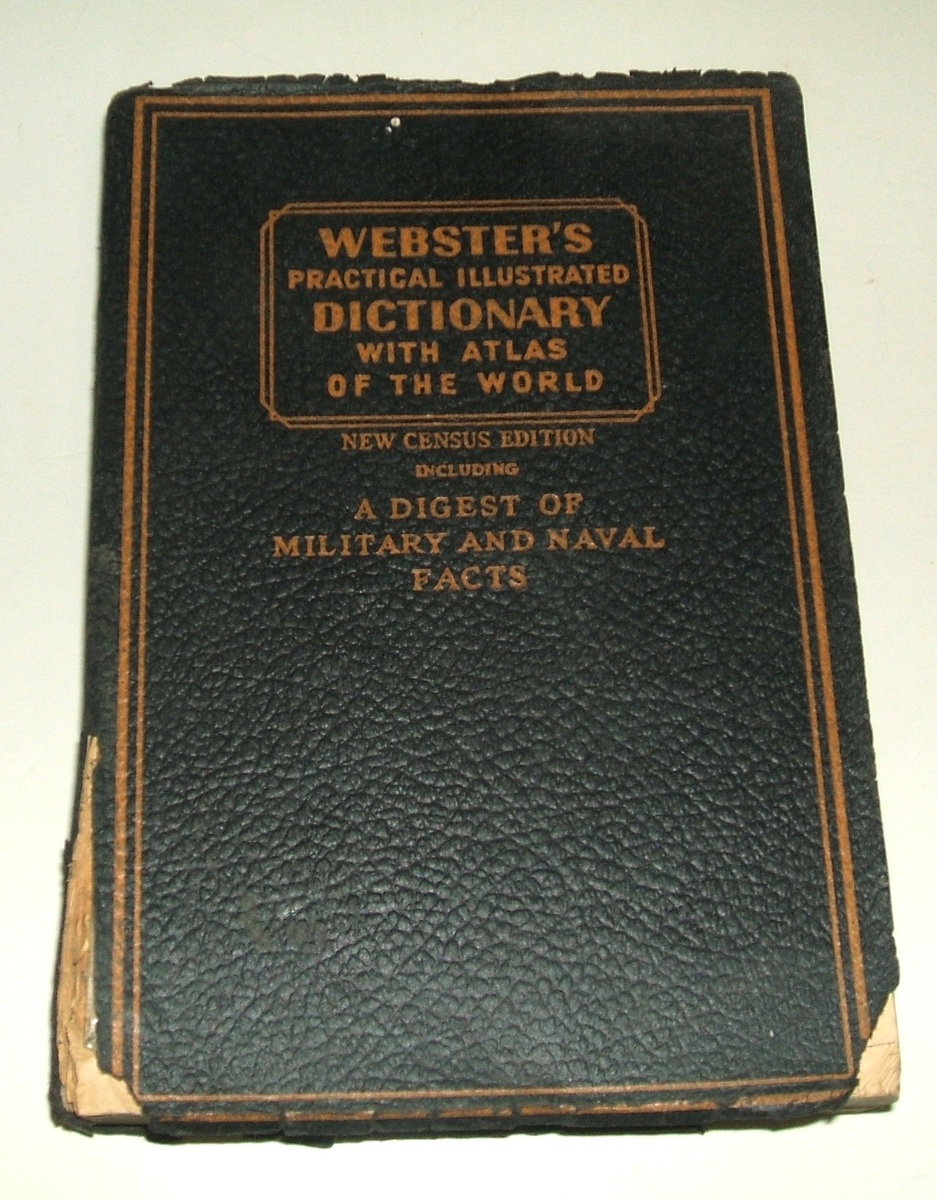 WEBSTER'S
PRACTICAL ILLUSTRATED
DICTIONARY
WITH ATLAS
OF THE WORLD
NEW CENSUS EDITION
INCLUDING
A DIGEST OF
MILITARY AND NAVAL
FACTS